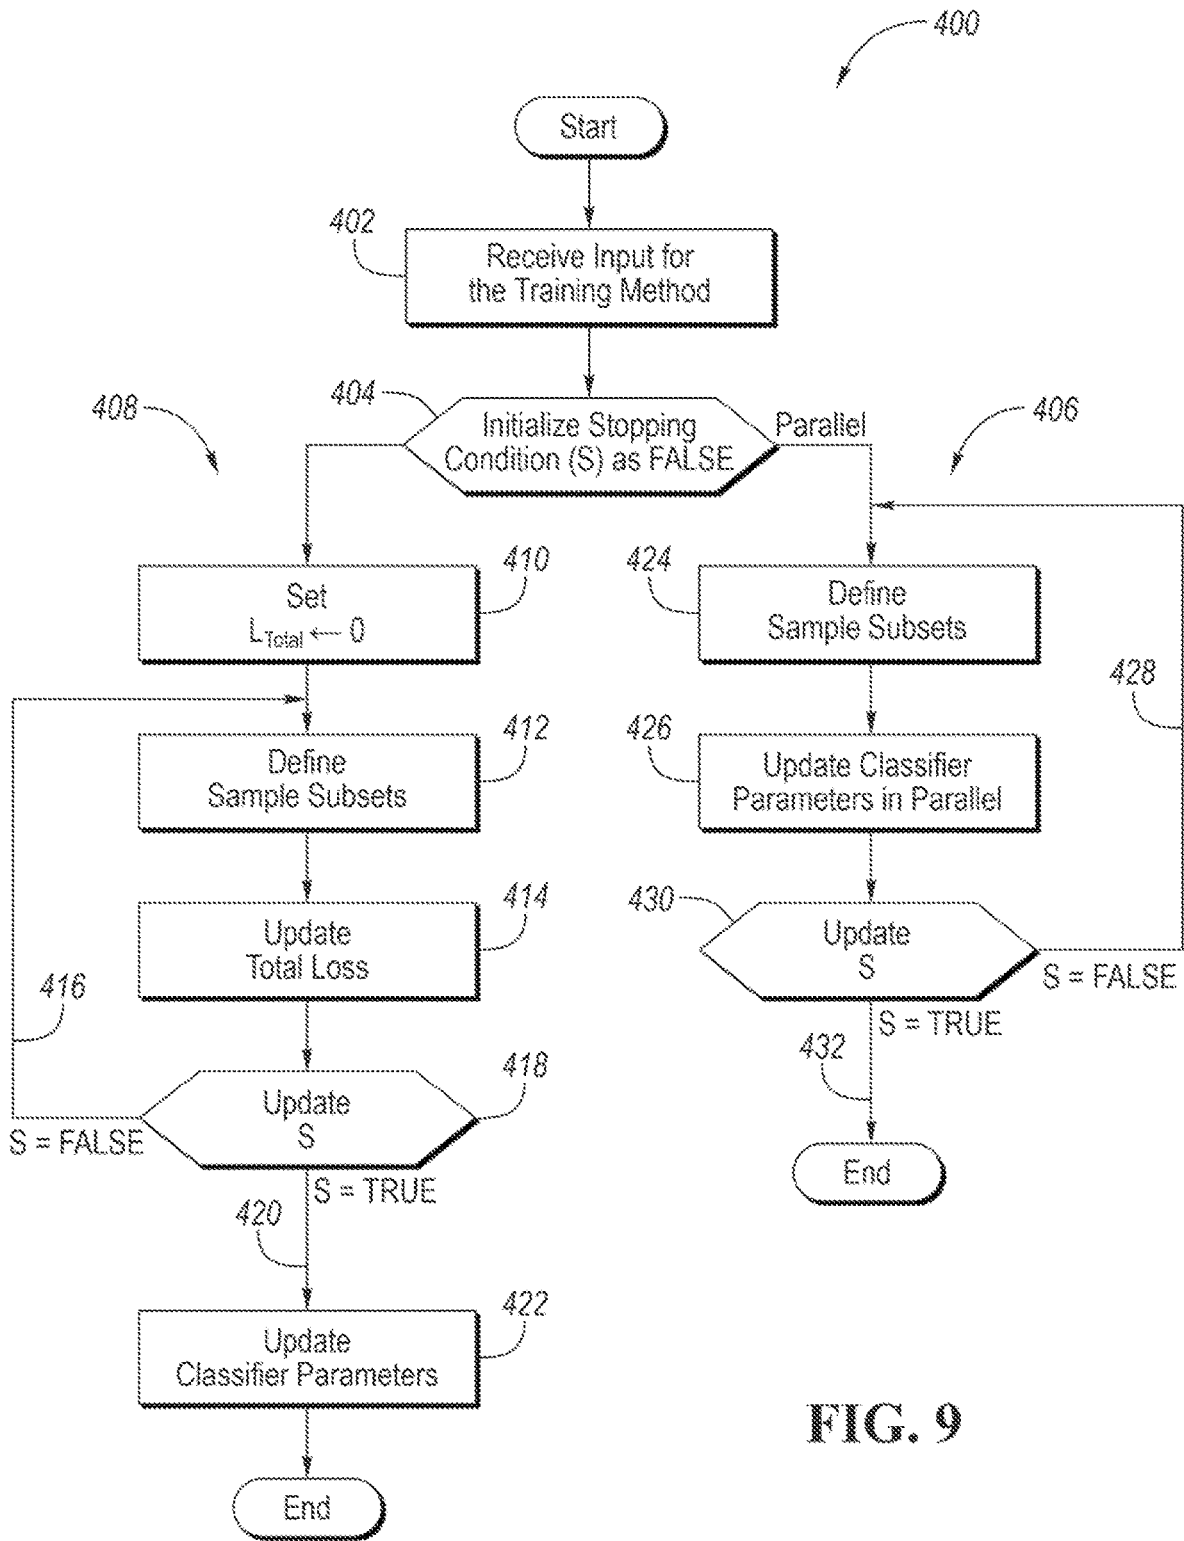 400
Start
402
Receive Input for
the Training Method
408
404
Initialize Stopping
Condition (S) as FALSE
Parallel
406
410
Set
L_Total ← 0
424
Define
Sample Subsets
428
412
Define
Sample Subsets
426
Update Classifier
Parameters in Parallel
414
Update
Total Loss
430
Update
S
S = FALSE
S = TRUE
416
432
418
Update
S
S = FALSE
S = TRUE
End
420
422
Update
Classifier Parameters
FIG. 9
End